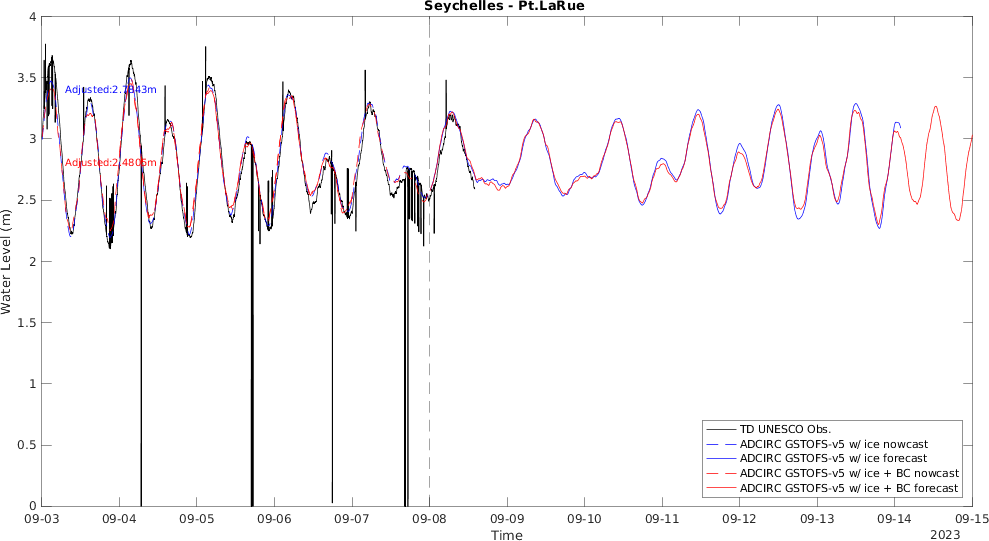 Seychelles - Pt.LaRue
4
3.5
3
2.5
2
1.5
1
0.5
0
Water Level (m)
Adjusted:2.7843m
Adjusted:2.4806m
TD UNESCO Obs.
ADCIRC GSTOFS-v5 w/ ice nowcast
ADCIRC GSTOFS-v5 w/ ice forecast
ADCIRC GSTOFS-v5 w/ ice + BC nowcast
ADCIRC GSTOFS-v5 w/ ice + BC forecast
09-03 09-04 09-05 09-06 09-07 09-08 09-09 09-10 09-11 09-12 09-13 09-14 09-15
Time
2023